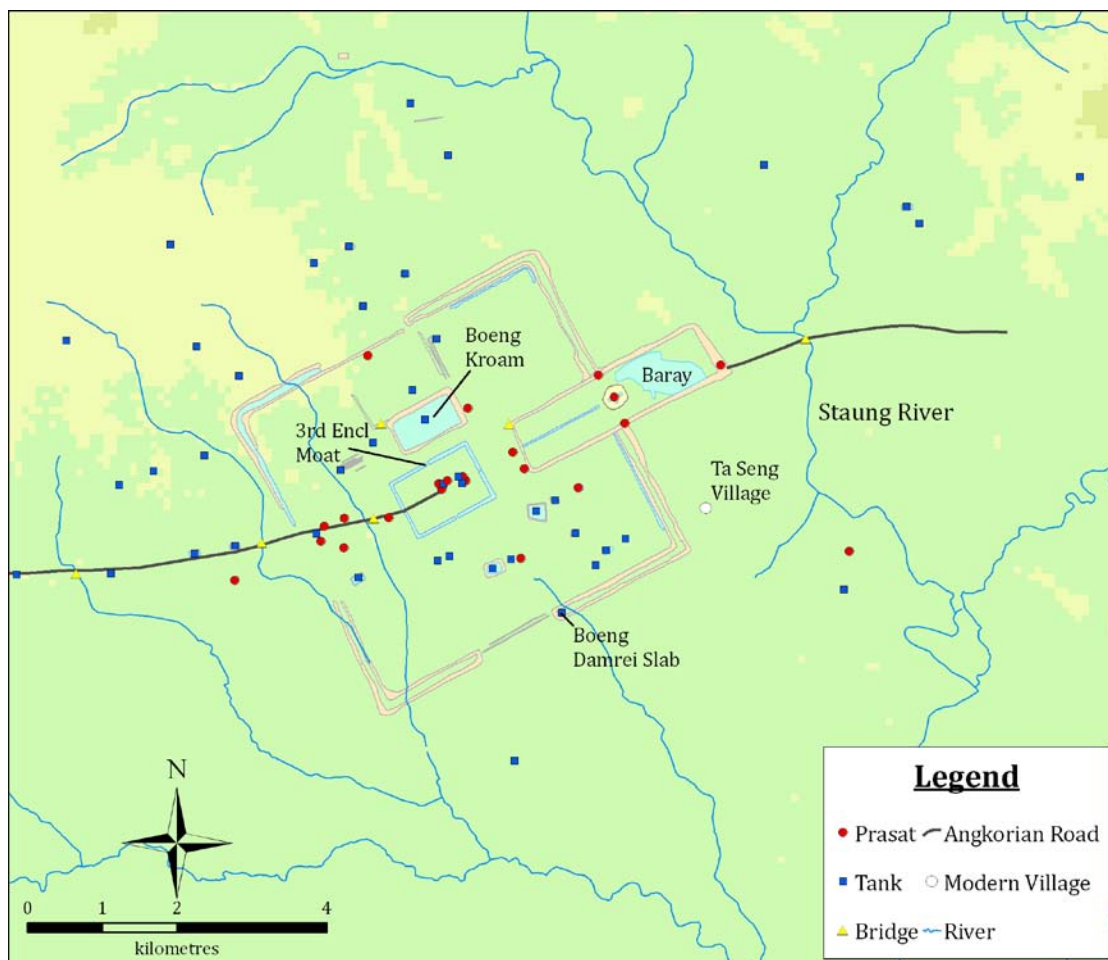 Boeng
Kroam
Baray
3rd Encl
Moat
Staung River
Ta Seng
Village
Boeng
Damrei Slab
N
0 1 2 4
kilometres
Legend
Prasat Angkorian Road
Tank Modern Village
Bridge River